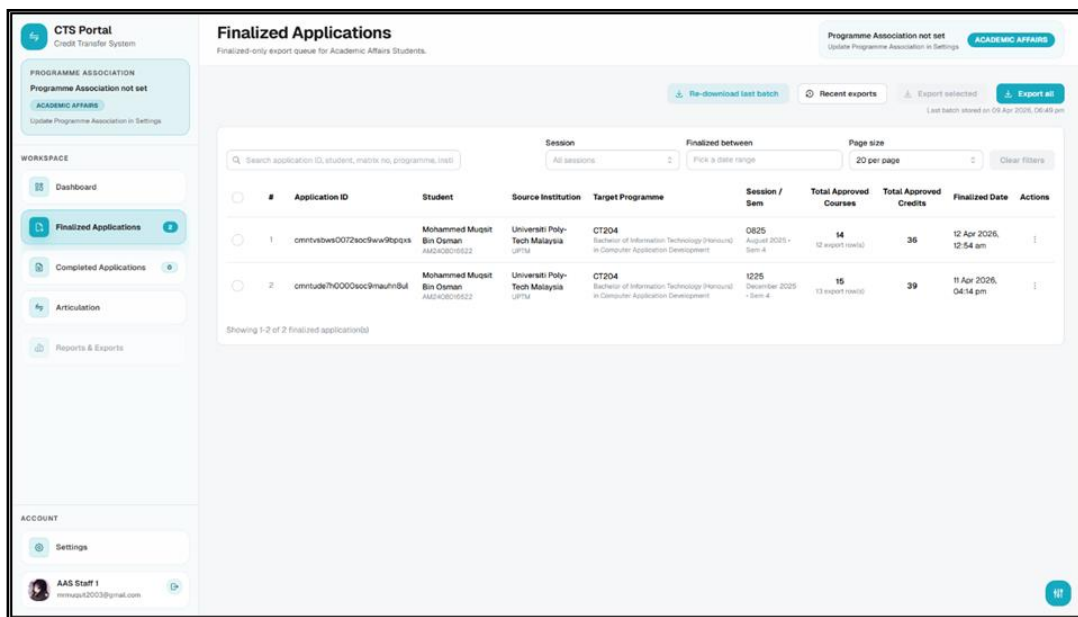 CTS Portal
Credit Transfer System
PROGRAMME ASSOCIATION
Programme Association not set
ACADEMIC AFFAIRS
Update Programme Association in Settings
WORKSPACE
Dashboard
Finalized Applications 2
Completed Applications 0
Articulation
Reports & Exports
ACCOUNT
Settings
AAS Staff 1
mrmuqsit2003@gmail.com
Finalized Applications
Finalized-only export queue for Academic Affairs Students.
Programme Association not set
Update Programme Association in Settings
ACADEMIC AFFAIRS
Re-download last batch Recent exports Export selected Export all
Last batch stored on 09 Apr 2026, 06:49 pm
Session Finalized between Page size
Search application ID, student, matrix no, programme, insti All sessions Pick a date range 20 per page Clear filters
# Application ID Student Source Institution Target Programme Session / Sem Total Approved Courses Total Approved Credits Finalized Date Actions
1 cmntvsbws0072soc9ww9bpqxs Mohammed Muqsit Universiti Poly- CT204 0825 14 36 12 Apr 2026,
Bin Osman Tech Malaysia Bachelor of Information Technology (Honours) August 2025 • 12 export row(s) 12:54 am
AM2408016622 UPTM in Computer Application Development Sem 4
2 cmntude7h0000soc9mauhn8ul Mohammed Muqsit Universiti Poly- CT204 1225 15 39 11 Apr 2026,
Bin Osman Tech Malaysia Bachelor of Information Technology (Honours) December 2025 13 export row(s) 04:14 pm
AM2408016622 UPTM in Computer Application Development • Sem 4
Showing 1-2 of 2 finalized application(s)